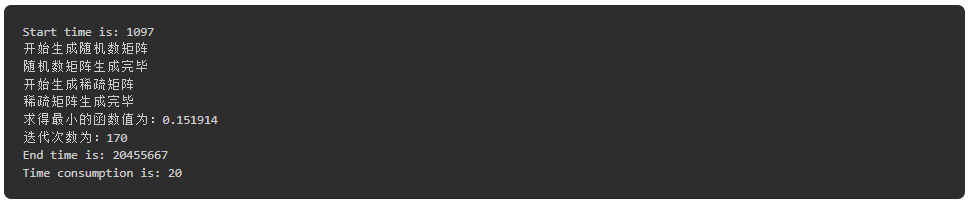 Start time is: 1097
开始生成随机数矩阵
随机数矩阵生成完毕
开始生成稀疏矩阵
稀疏矩阵生成完毕
求得最小的函数值为：0.151914
迭代次数为：170
End time is: 20455667
Time consumption is: 20